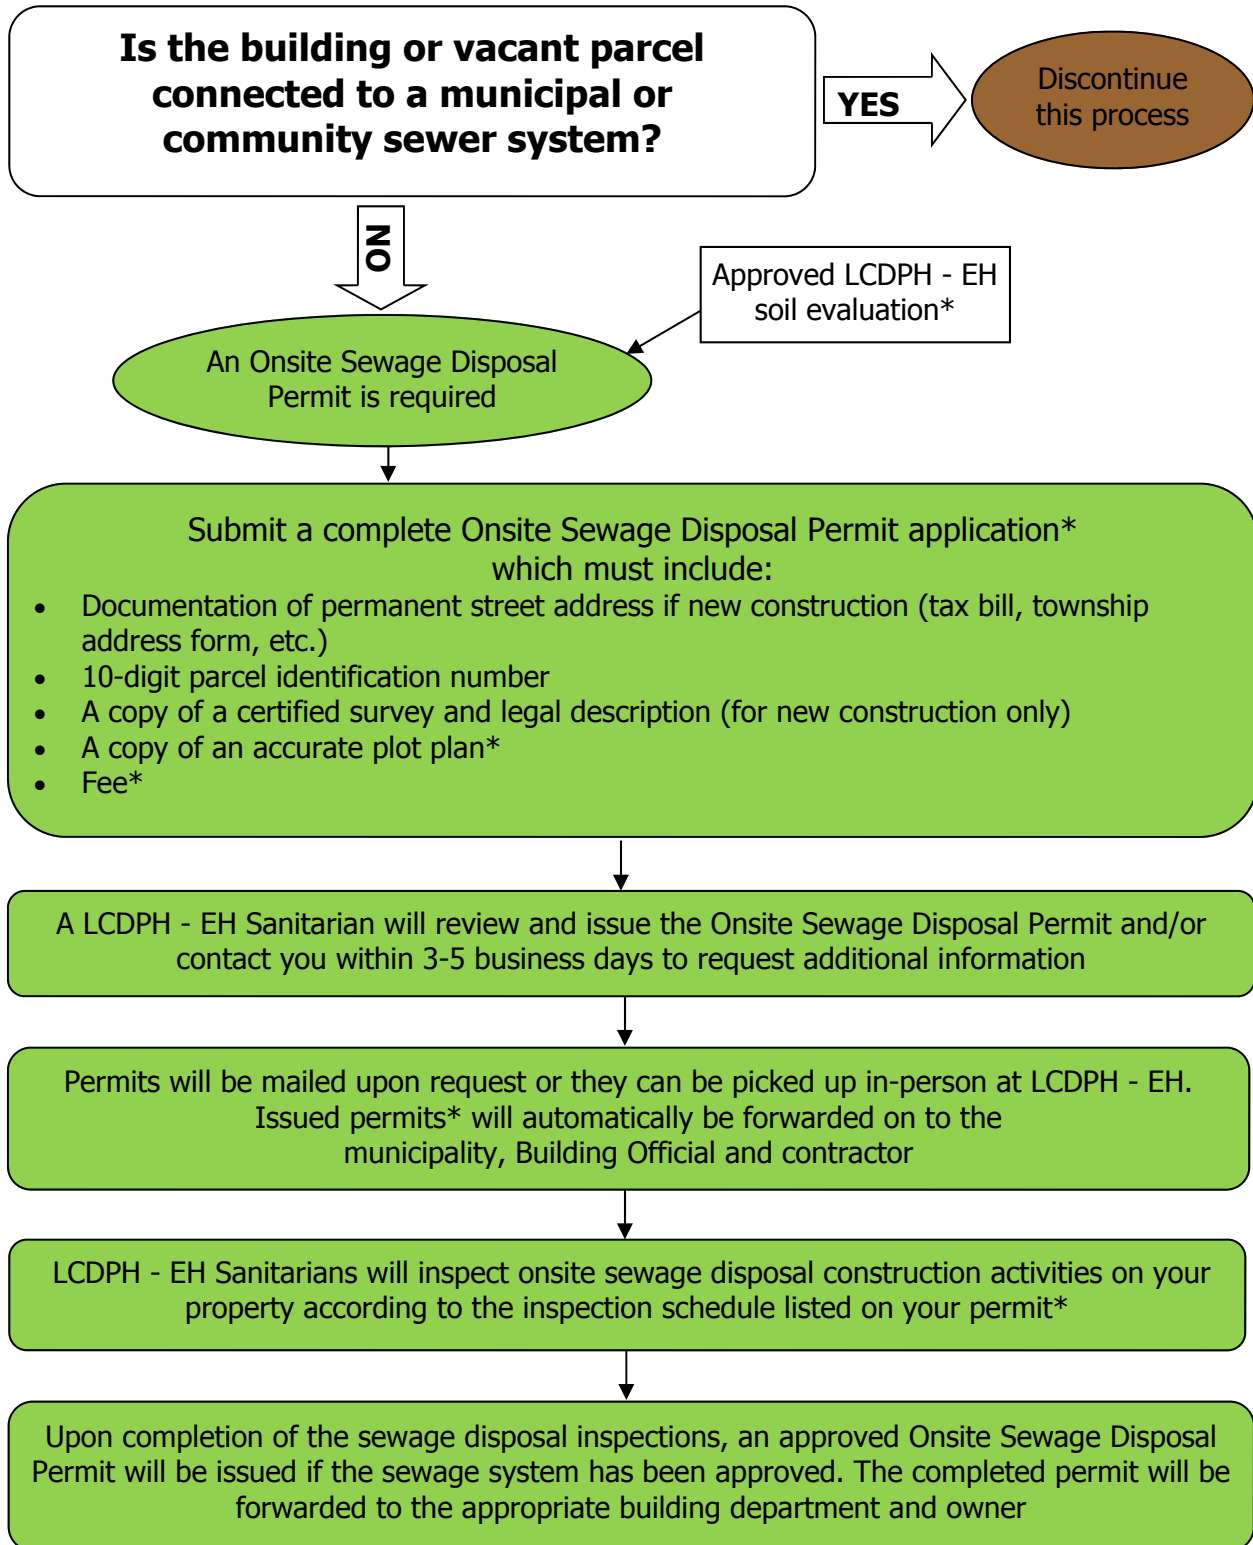 Is the building or vacant parcel
connected to a municipal or
community sewer system?
YES
Discontinue
this process
NO
Approved LCDPH - EH
soil evaluation*
An Onsite Sewage Disposal
Permit is required
Submit a complete Onsite Sewage Disposal Permit application*
which must include:
• Documentation of permanent street address if new construction (tax bill, township
address form, etc.)
• 10-digit parcel identification number
• A copy of a certified survey and legal description (for new construction only)
• A copy of an accurate plot plan*
• Fee*
A LCDPH - EH Sanitarian will review and issue the Onsite Sewage Disposal Permit and/or
contact you within 3-5 business days to request additional information
Permits will be mailed upon request or they can be picked up in-person at LCDPH - EH.
Issued permits* will automatically be forwarded on to the
municipality, Building Official and contractor
LCDPH - EH Sanitarians will inspect onsite sewage disposal construction activities on your
property according to the inspection schedule listed on your permit*
Upon completion of the sewage disposal inspections, an approved Onsite Sewage Disposal
Permit will be issued if the sewage system has been approved. The completed permit will be
forwarded to the appropriate building department and owner